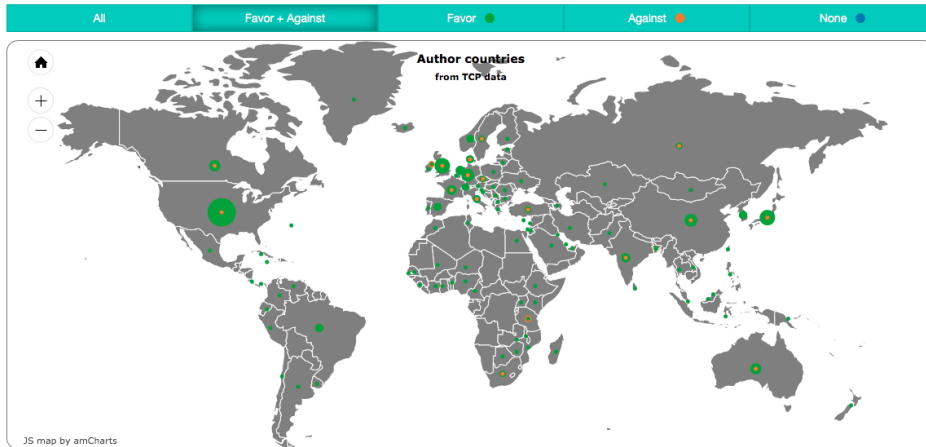 All
Favor + Against
Favor
Against
None
Author countries
from TCP data
JS map by amCharts